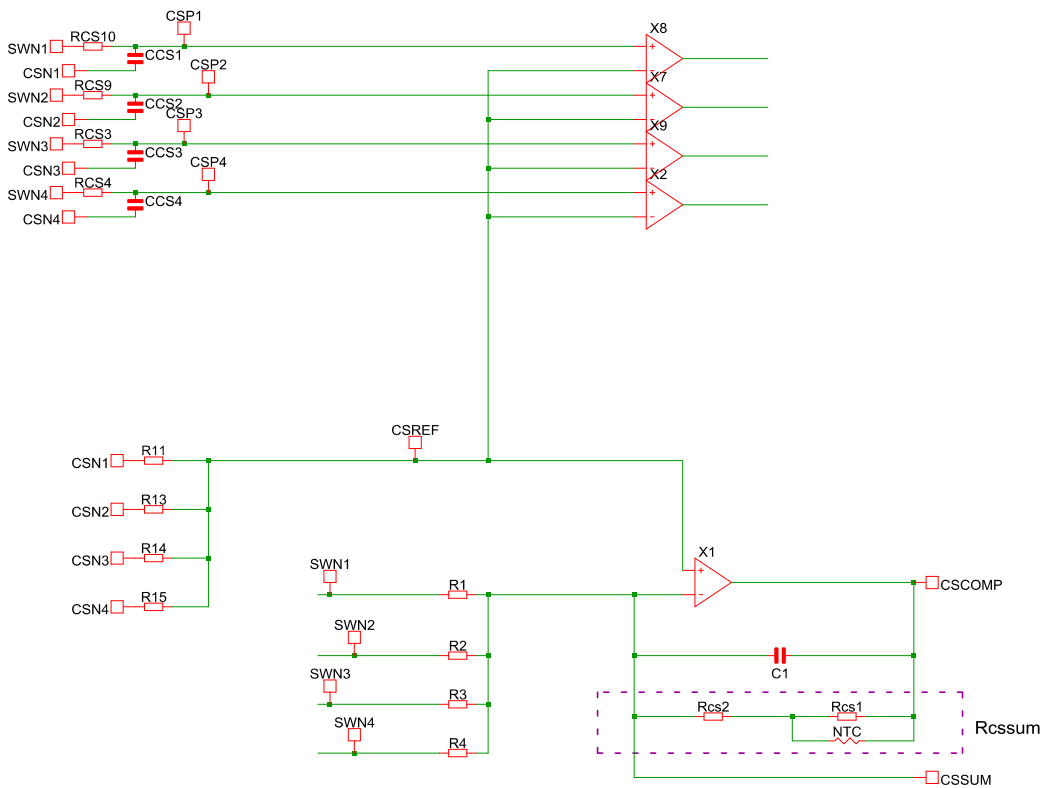 CSP1
X8
RCS10
SWN1
CCS1
CSN1
CSP2
X7
RCS9
SWN2
CCS2
CSN2
CSP3
X9
RCS3
SWN3
CCS3
CSN3
CSP4
X2
RCS4
SWN4
CCS4
CSN4
CSREF
R11
CSN1
R13
CSN2
R14
CSN3
R15
CSN4
X1
SWN1
R1
CSCOMP
SWN2
R2
C1
SWN3
R3
Rcs2
Rcs1
Rcssum
SWN4
R4
NTC
CSSUM